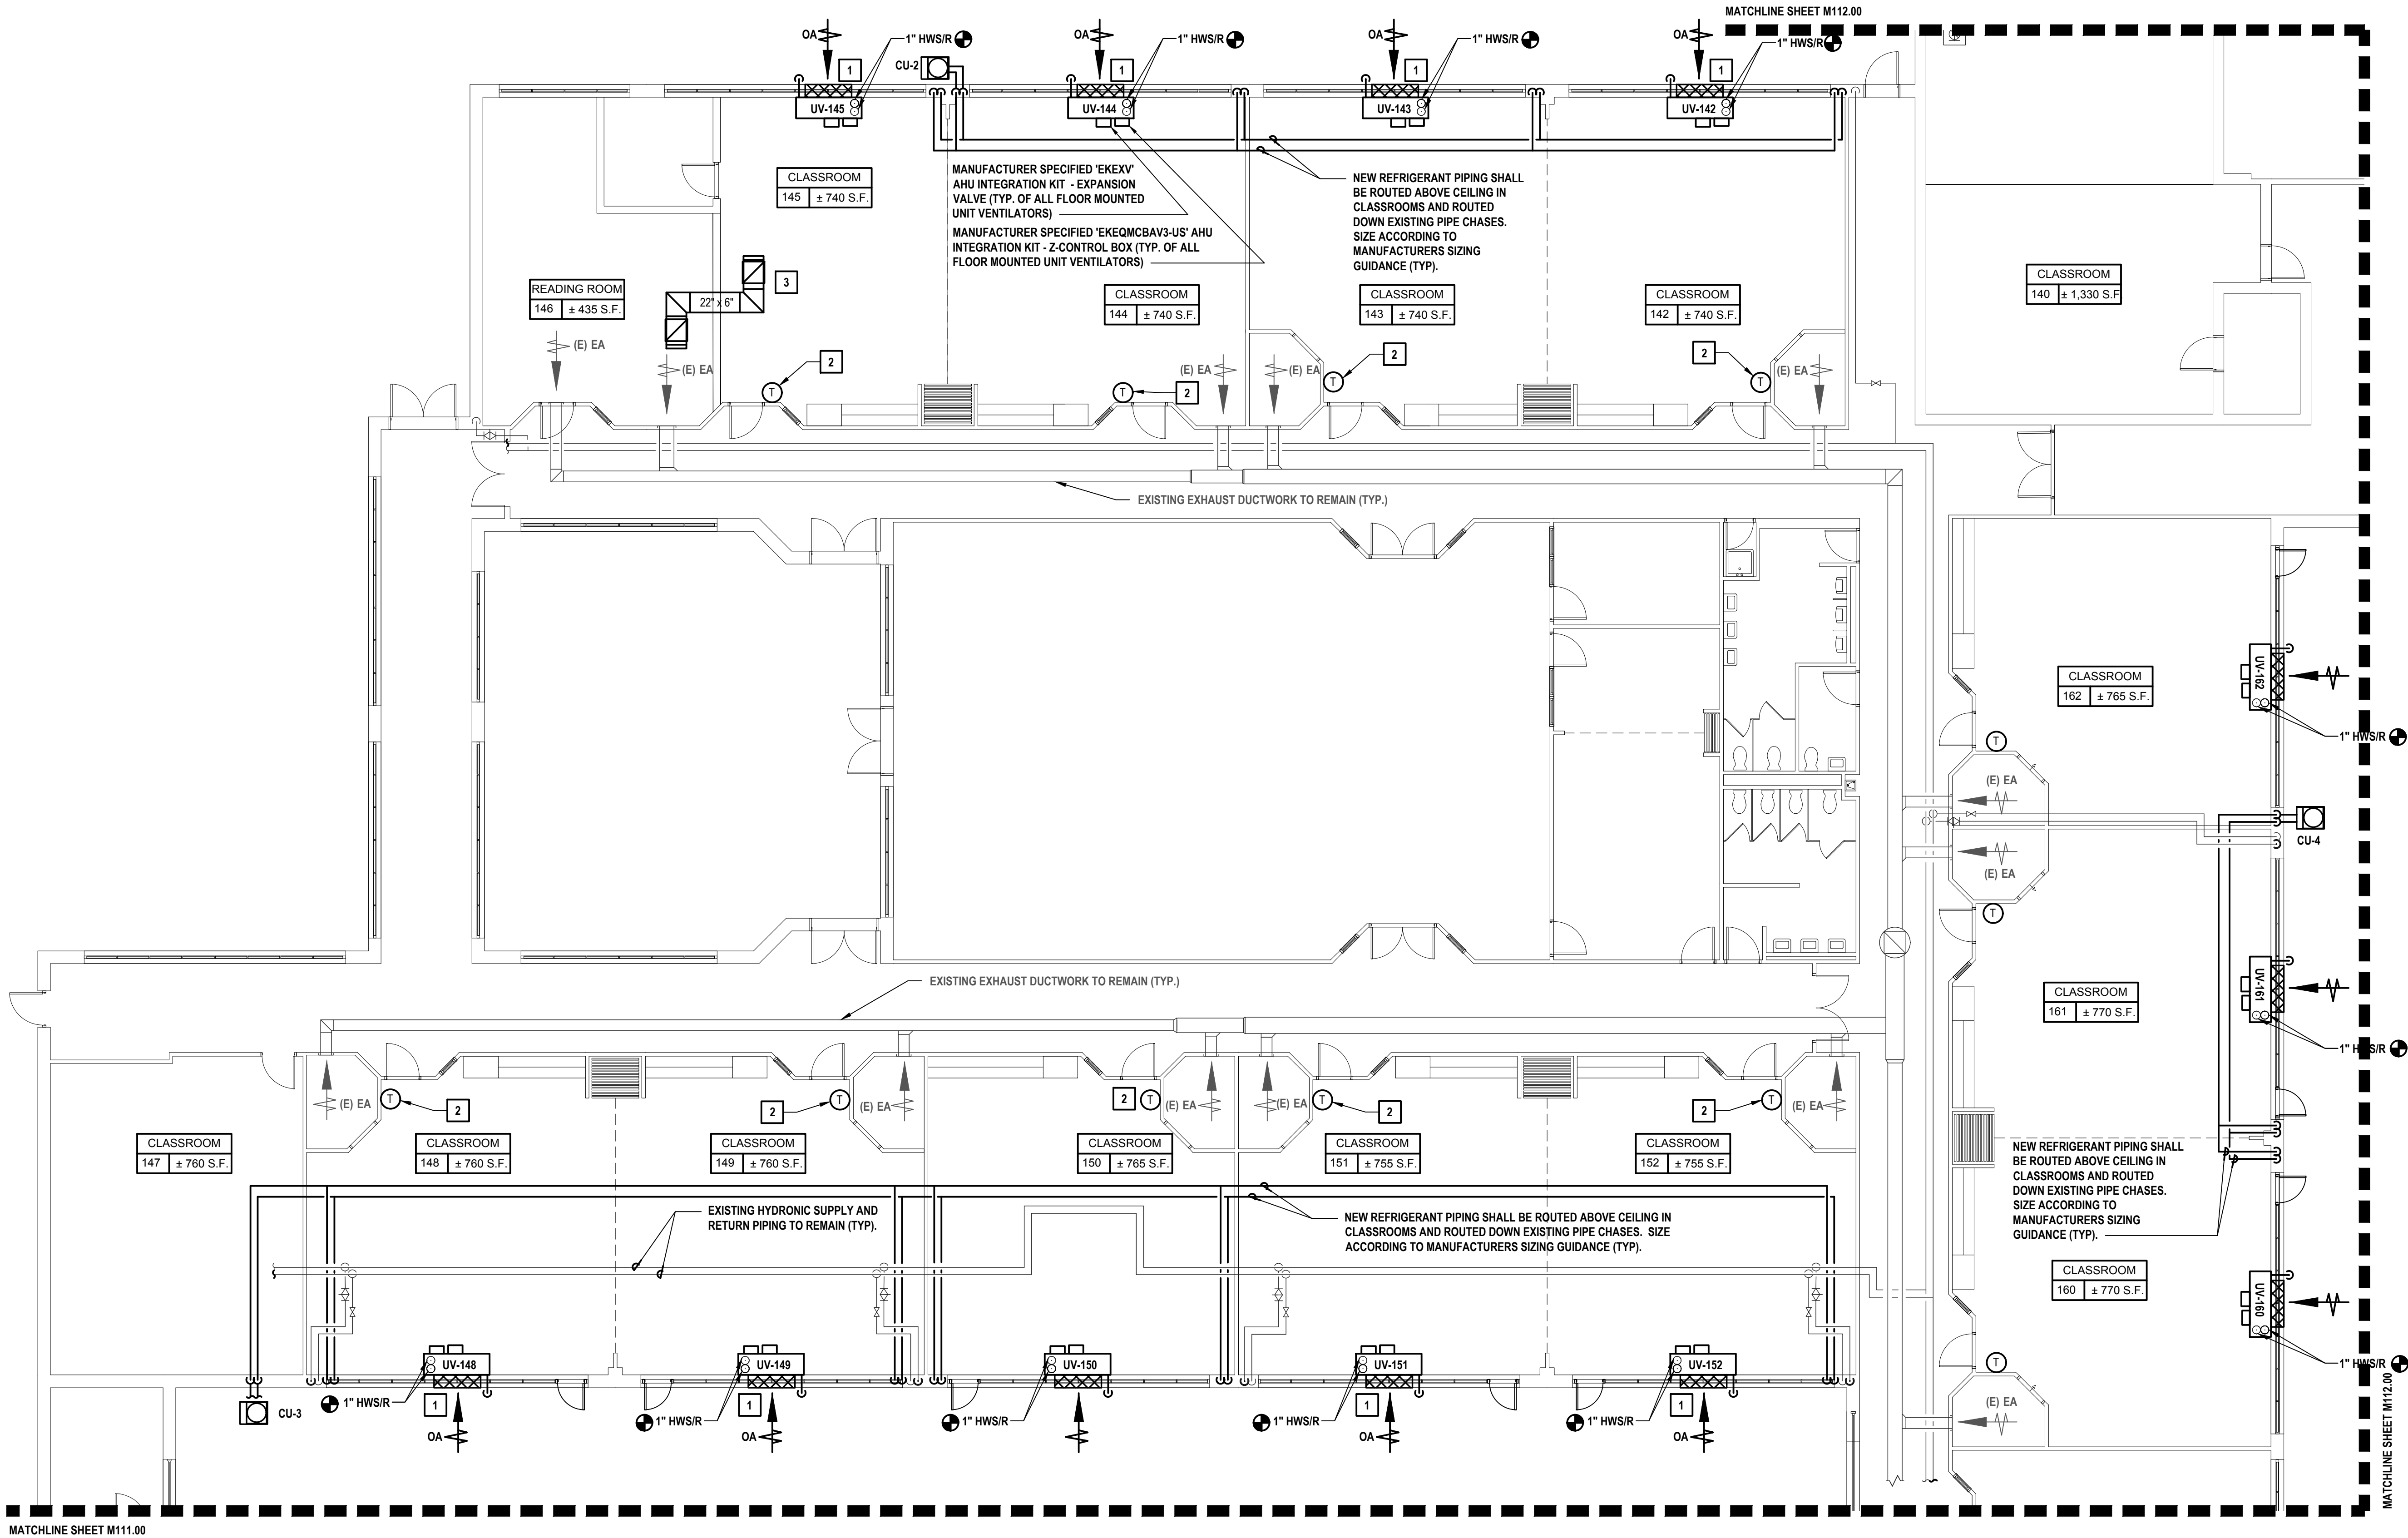 MATCHLINE SHEET M112.00
OA
1" HWS/R
OA
1" HWS/R
OA
1" HWS/R
OA
1" HWS/R
CU-2
1
1
1
1
UV-145
UV-144
UV-143
UV-142
MANUFACTURER SPECIFIED 'EKEXV'
AHU INTEGRATION KIT - EXPANSION
VALVE (TYP. OF ALL FLOOR MOUNTED
UNIT VENTILATORS)
MANUFACTURER SPECIFIED 'EKEQMCBAV3-US' AHU
INTEGRATION KIT - Z-CONTROL BOX (TYP. OF ALL
FLOOR MOUNTED UNIT VENTILATORS)
NEW REFRIGERANT PIPING SHALL
BE ROUTED ABOVE CEILING IN
CLASSROOMS AND ROUTED
DOWN EXISTING PIPE CHASES.
SIZE ACCORDING TO
MANUFACTURERS SIZING
GUIDANCE (TYP).
CLASSROOM
145 ± 740 S.F.
READING ROOM
146 ± 435 S.F.
22" x 6"
3
CLASSROOM
144 ± 740 S.F.
CLASSROOM
143 ± 740 S.F.
CLASSROOM
142 ± 740 S.F.
CLASSROOM
140 ± 1,330 S.F
(E) EA
(E) EA
T
2
T
2
(E) EA
(E) EA
T
2
T
2
(E) EA
EXISTING EXHAUST DUCTWORK TO REMAIN (TYP.)
CLASSROOM
162 ± 765 S.F.
UV-162
1" HWS/R
T
(E) EA
CU-4
(E) EA
T
EXISTING EXHAUST DUCTWORK TO REMAIN (TYP.)
CLASSROOM
161 ± 770 S.F.
UV-161
1" HWS/R
(E) EA
T
2
2
T
(E) EA
2
T
(E) EA
(E) EA
T
2
2
T
(E) EA
CLASSROOM
147 ± 760 S.F.
CLASSROOM
148 ± 760 S.F.
CLASSROOM
149 ± 760 S.F.
CLASSROOM
150 ± 765 S.F.
CLASSROOM
151 ± 755 S.F.
CLASSROOM
152 ± 755 S.F.
NEW REFRIGERANT PIPING SHALL
BE ROUTED ABOVE CEILING IN
CLASSROOMS AND ROUTED
DOWN EXISTING PIPE CHASES.
SIZE ACCORDING TO
MANUFACTURERS SIZING
GUIDANCE (TYP).
EXISTING HYDRONIC SUPPLY AND
RETURN PIPING TO REMAIN (TYP).
NEW REFRIGERANT PIPING SHALL BE ROUTED ABOVE CEILING IN
CLASSROOMS AND ROUTED DOWN EXISTING PIPE CHASES. SIZE
ACCORDING TO MANUFACTURERS SIZING GUIDANCE (TYP).
CLASSROOM
160 ± 770 S.F.
UV-160
1" HWS/R
T
(E) EA
UV-148
UV-149
UV-150
UV-151
UV-152
CU-3
1" HWS/R
1
OA
1" HWS/R
1
OA
1" HWS/R
1" HWS/R
1
OA
1" HWS/R
1
OA
MATCHLINE SHEET M112.00
MATCHLINE SHEET M111.00